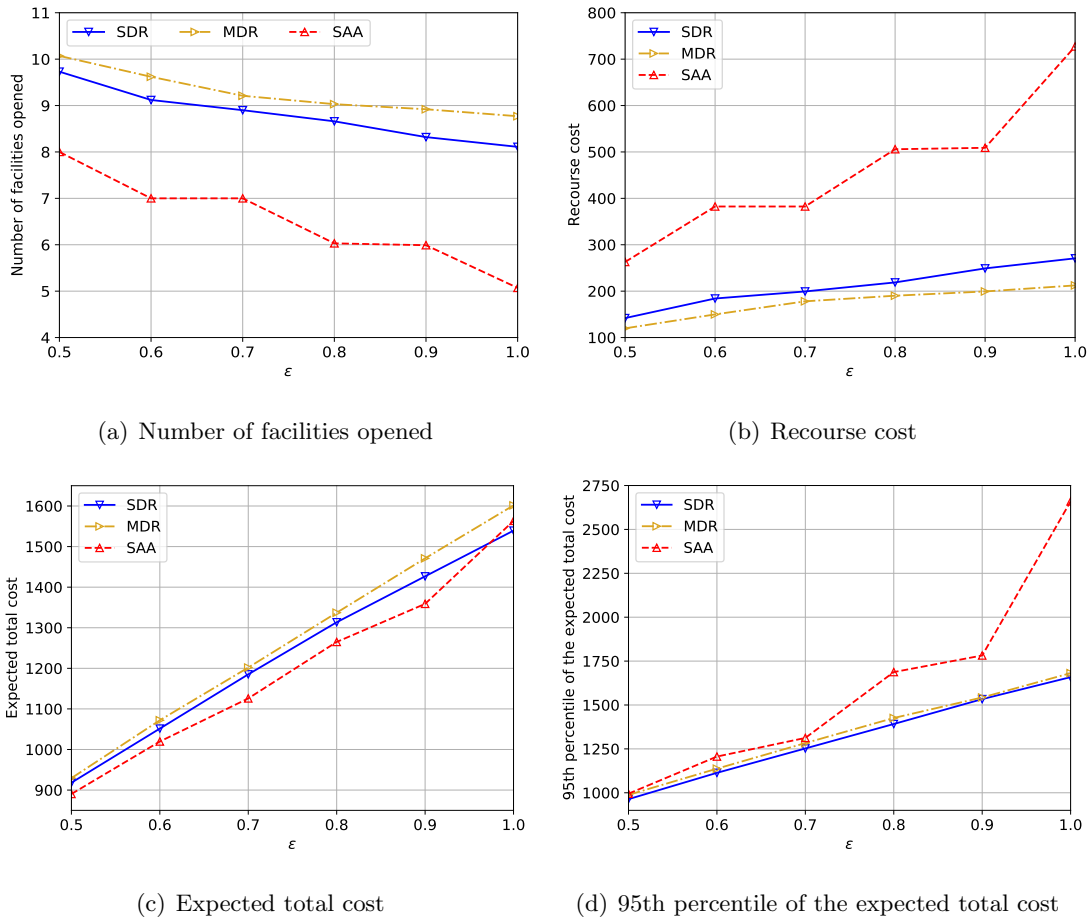 11
10
9
8
7
6
5
4
Number of facilities opened
SDR MDR SAA
0.5 0.6 0.7 0.8 0.9 1.0
ε
(a) Number of facilities opened
800
700
600
500
400
300
200
100
Recourse cost
SDR
MDR
SAA
0.5 0.6 0.7 0.8 0.9 1.0
ε
(b) Recourse cost
1600
1500
1400
1300
1200
1100
1000
900
Expected total cost
SDR
MDR
SAA
0.5 0.6 0.7 0.8 0.9 1.0
ε
(c) Expected total cost
2750
2500
2250
2000
1750
1500
1250
1000
95th percentile of the expected total cost
SDR
MDR
SAA
0.5 0.6 0.7 0.8 0.9 1.0
ε
(d) 95th percentile of the expected total cost